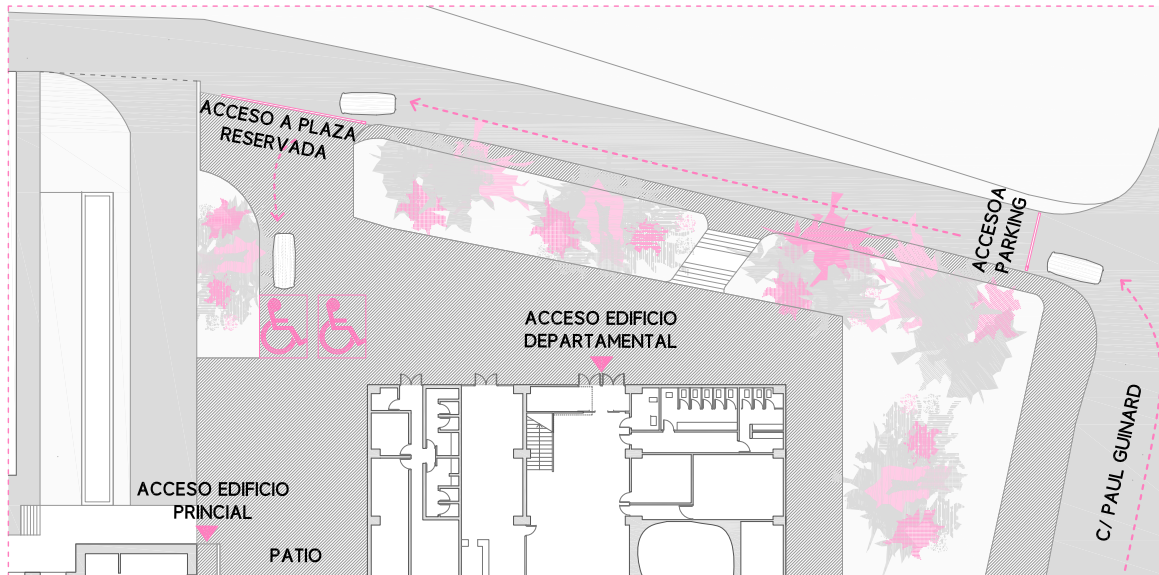 ACCESO A PLAZA
RESERVADA
ACCESOA
PARKING
ACCESO EDIFICIO
DEPARTAMENTAL
C/ PAUL GUINARD
ACCESO EDIFICIO
PRINCIAL
PATIO